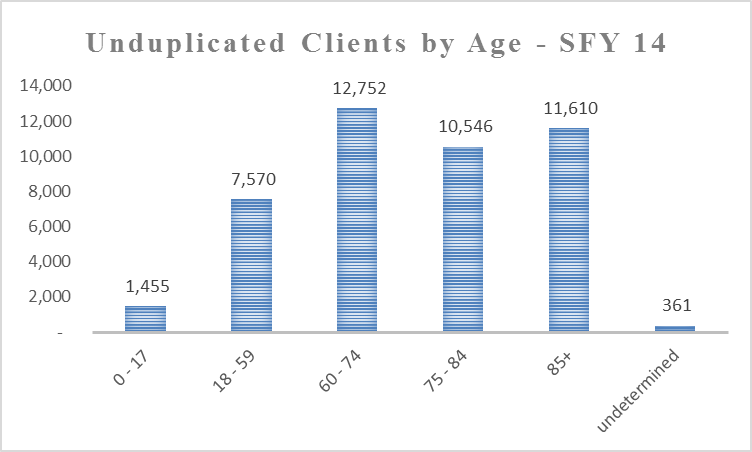 Unduplicated Clients by Age - SFY 14
14,000
12,000
10,000
8,000
6,000
4,000
2,000
-
1,455
7,570
12,752
10,546
11,610
361
0 - 17
18 - 59
60 - 74
75 - 84
85+
undetermined